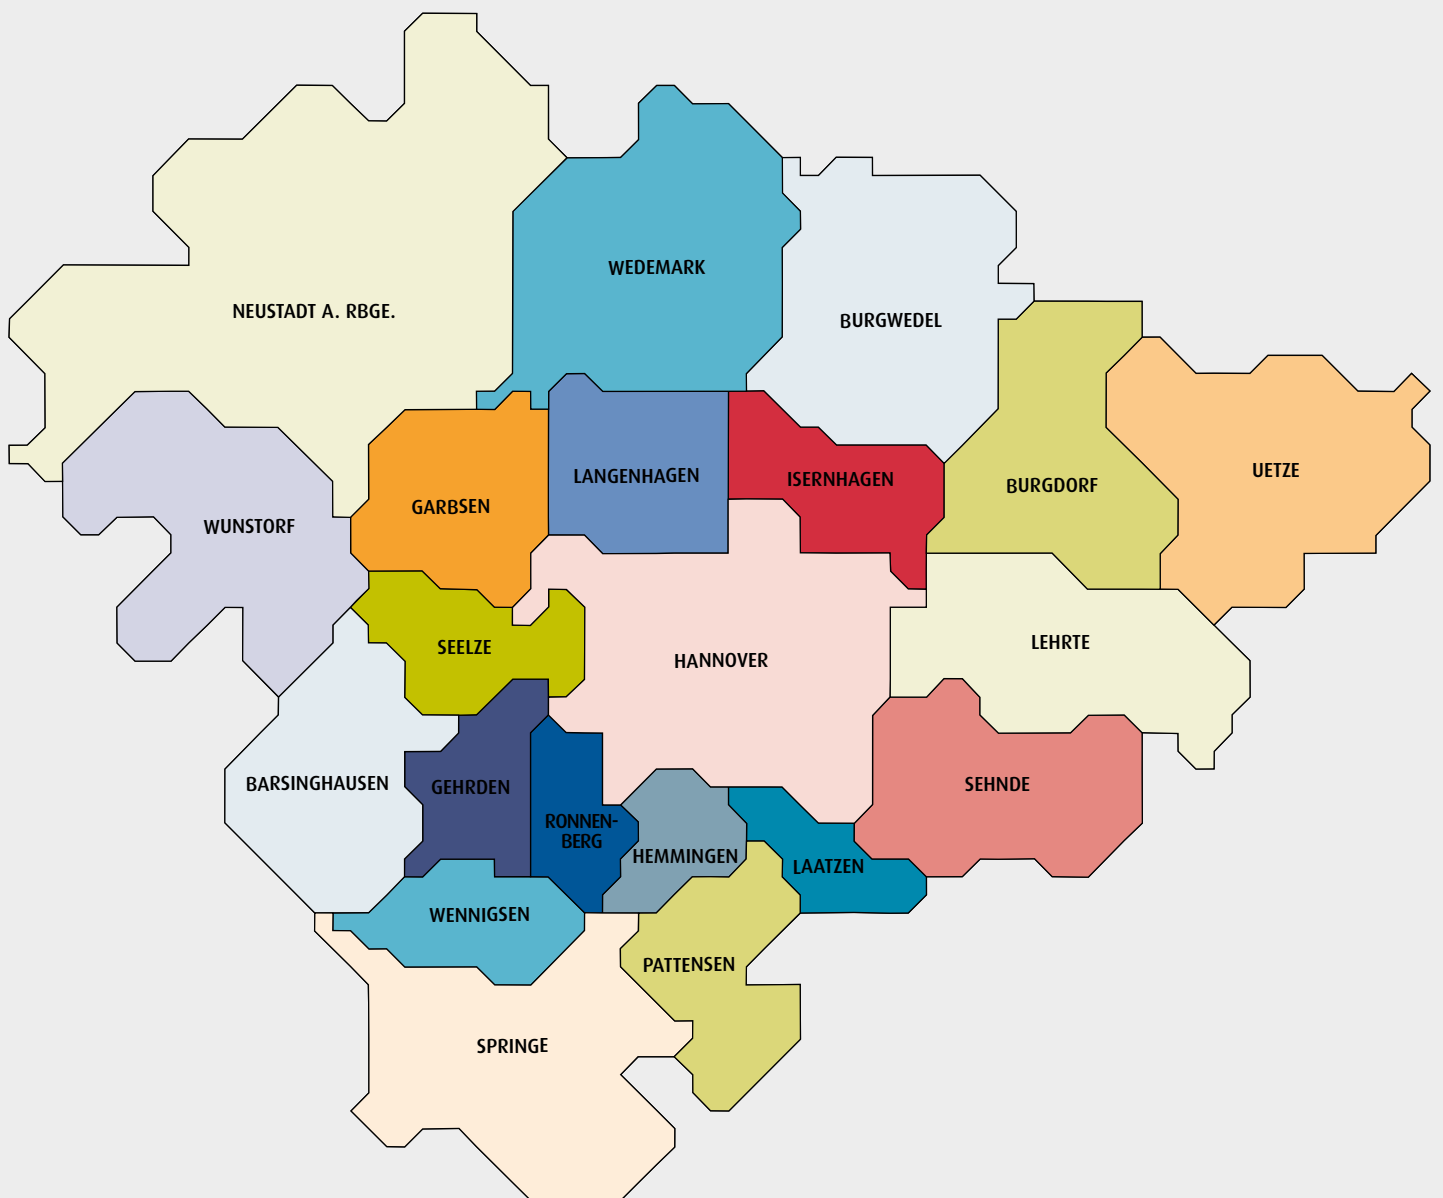 WEDEMARK
NEUSTADT A. RBGE.
BURGWEDEL
UETZE
LANGENHAGEN
ISERNHAGEN
BURGDORF
GARBSEN
WUNSTORF
LEHRTE
SEELZE
HANNOVER
BARSINGHAUSEN
GEHRDEN
SEHNDE
RONNEN-
BERG
HEMMINGEN
LAATZEN
WENNIGSEN
PATTENSEN
SPRINGE